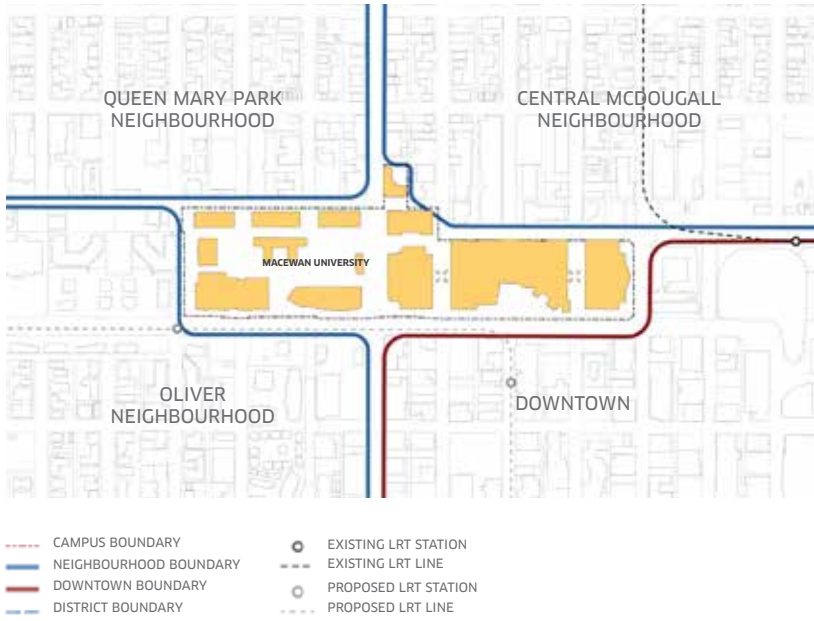 QUEEN MARY PARK
NEIGHBOURHOOD
CENTRAL MCDOUGALL
NEIGHBOURHOOD
MACEWAN UNIVERSITY
OLIVER
NEIGHBOURHOOD
DOWNTOWN
CAMPUS BOUNDARY
NEIGHBOURHOOD BOUNDARY
DOWNTOWN BOUNDARY
DISTRICT BOUNDARY
EXISTING LRT STATION
EXISTING LRT LINE
PROPOSED LRT STATION
PROPOSED LRT LINE